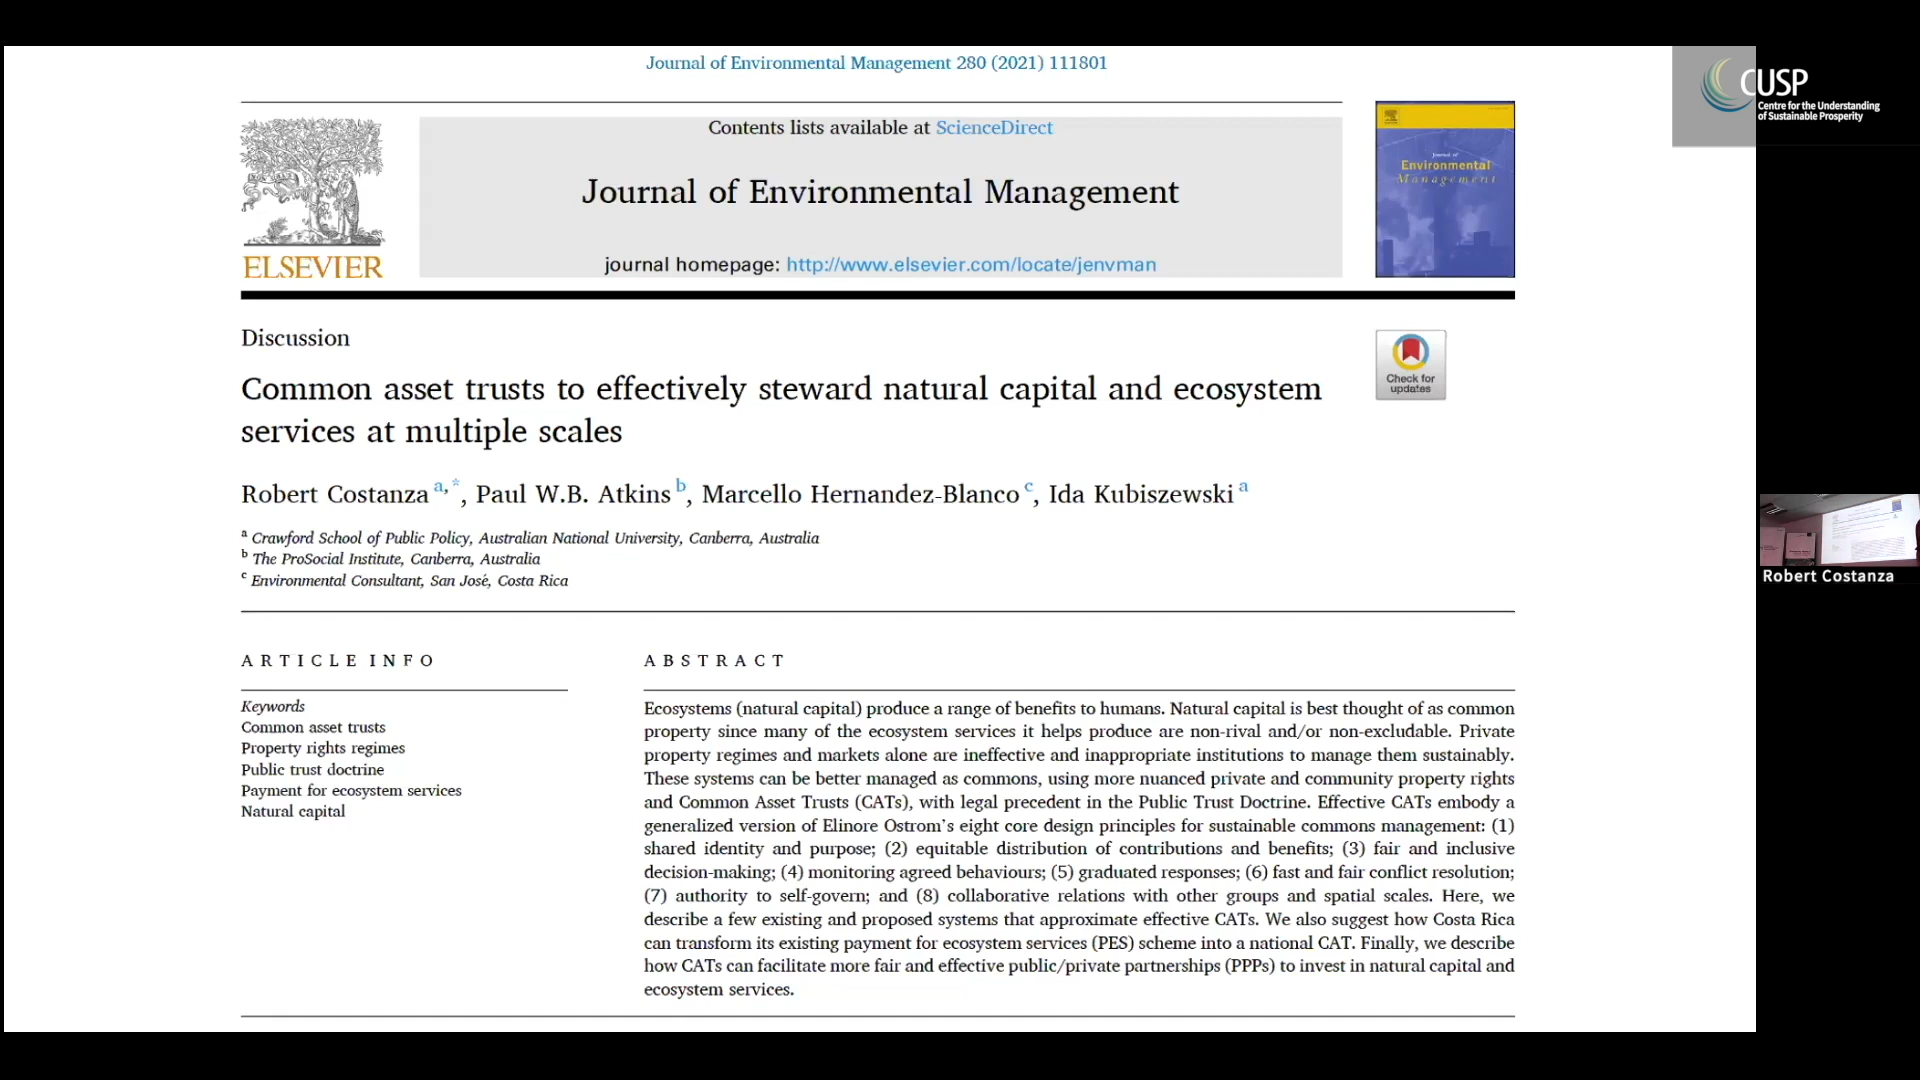 Journal of Environmental Management 280 (2021) 111801
CUSP
Centre for the Understanding
of Sustainable Prosperity
Contents lists available at ScienceDirect
Journal of Environmental Management
journal homepage: http://www.elsevier.com/locate/jenvman
ELSEVIER
Journal of
Environmental
Management
Discussion
Check for
updates
Common asset trusts to effectively steward natural capital and ecosystem
services at multiple scales
Robert Costanza a,*, Paul W.B. Atkins b, Marcello Hernandez-Blanco c, Ida Kubiszewski a
a Crawford School of Public Policy, Australian National University, Canberra, Australia
b The ProSocial Institute, Canberra, Australia
c Environmental Consultant, San José, Costa Rica
Robert Costanza
ARTICLE INFO
Keywords
Common asset trusts
Property rights regimes
Public trust doctrine
Payment for ecosystem services
Natural capital
ABSTRACT
Ecosystems (natural capital) produce a range of benefits to humans. Natural capital is best thought of as common
property since many of the ecosystem services it helps produce are non-rival and/or non-excludable. Private
property regimes and markets alone are ineffective and inappropriate institutions to manage them sustainably.
These systems can be better managed as commons, using more nuanced private and community property rights
and Common Asset Trusts (CATs), with legal precedent in the Public Trust Doctrine. Effective CATs embody a
generalized version of Elinore Ostrom's eight core design principles for sustainable commons management: (1)
shared identity and purpose; (2) equitable distribution of contributions and benefits; (3) fair and inclusive
decision-making; (4) monitoring agreed behaviours; (5) graduated responses; (6) fast and fair conflict resolution;
(7) authority to self-govern; and (8) collaborative relations with other groups and spatial scales. Here, we
describe a few existing and proposed systems that approximate effective CATs. We also suggest how Costa Rica
can transform its existing payment for ecosystem services (PES) scheme into a national CAT. Finally, we describe
how CATs can facilitate more fair and effective public/private partnerships (PPPs) to invest in natural capital and
ecosystem services.